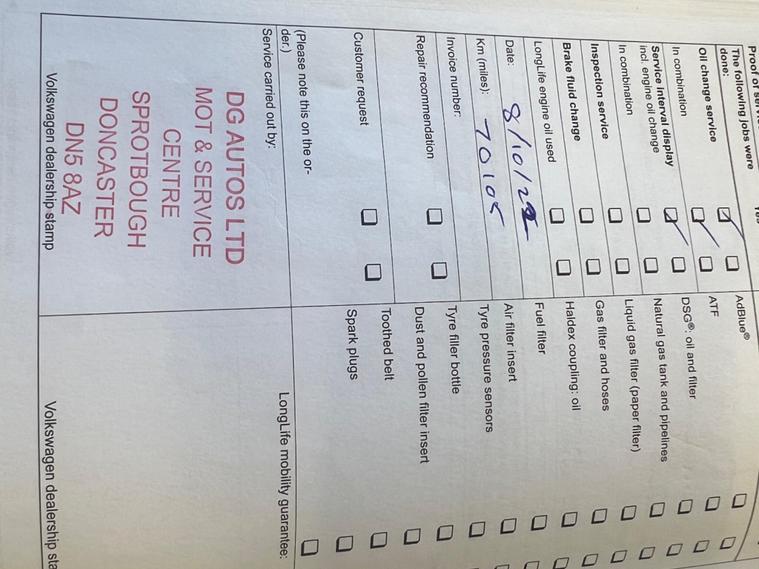 Proof of
The following jobs were
done:
Oil change service
In combination
Service interval display
incl. engine oil change
In combination
Inspection service
Brake fluid change
LongLife engine oil used
Date: 8/10/22
Km (miles): 70105
Invoice number:
Repair recommendation
Customer request
(Please note this on the or-
der.)
Service carried out by:
DG AUTOS LTD
MOT & SERVICE
CENTRE
SPROTBOUGH
DONCASTER
DN5 8AZ
Volkswagen dealership stamp
AdBlue®
ATF
DSG®: oil and filter
Natural gas tank and pipelines
Liquid gas filter (paper filter)
Gas filter and hoses
Haldex coupling: oil
Fuel filter
Air filter insert
Tyre pressure sensors
Tyre filler bottle
Dust and pollen filter insert
Toothed belt
Spark plugs
LongLife mobility guarantee:
Volkswagen dealership sta